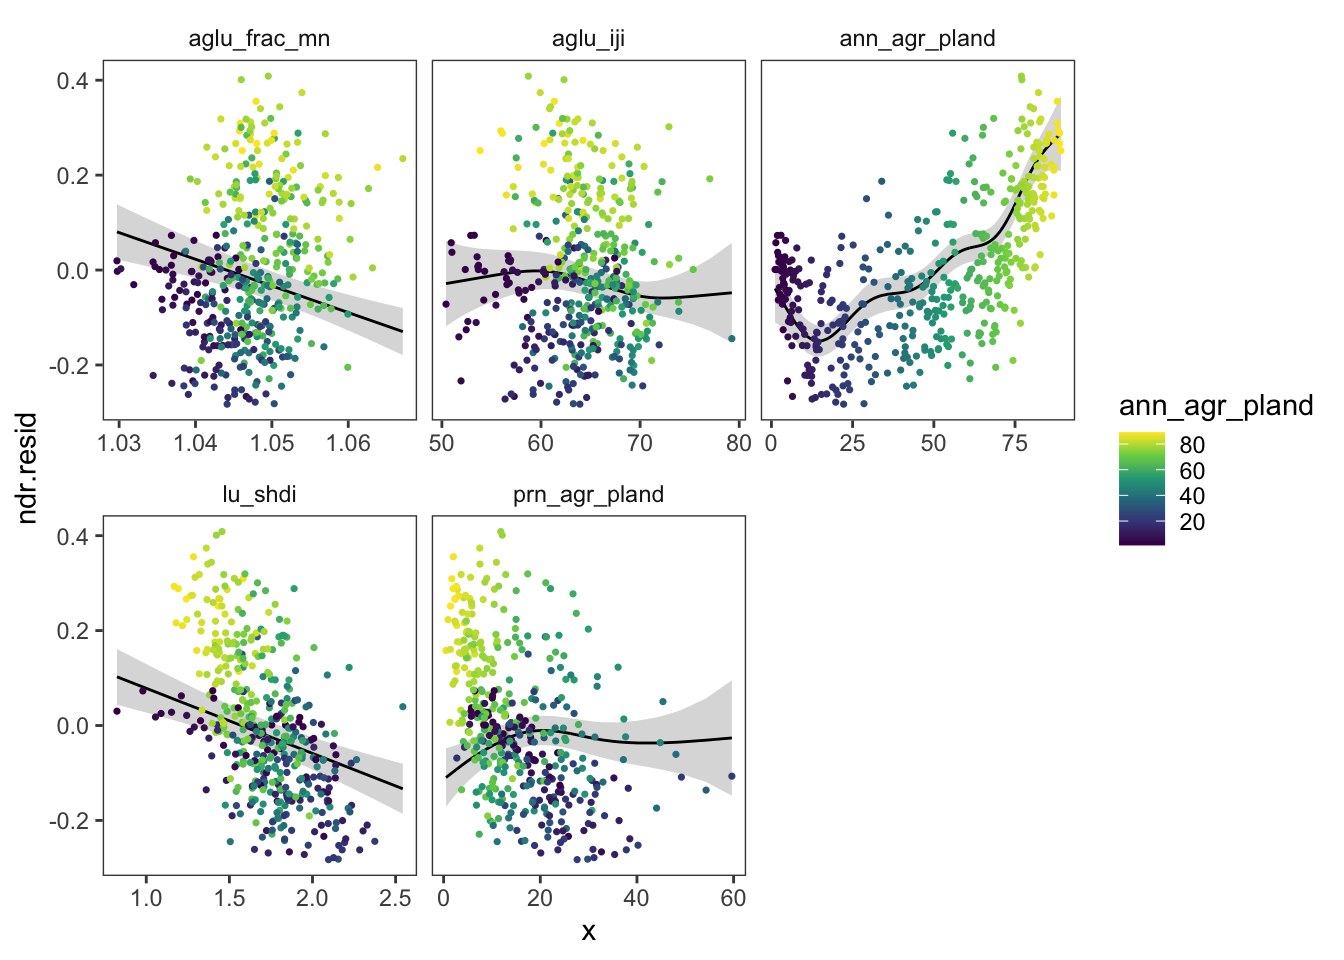 aglu_frac_mn aglu_iji ann_agr_pland
0.4
0.2
0.0
-0.2
1.03 1.04 1.05 1.06 50 60 70 80 0 25 50 75
lu_shdi prn_agr_pland
0.4
0.2
0.0
-0.2
1.0 1.5 2.0 2.5 0 20 40 60
x
ndr.resid
ann_agr_pland
80
60
40
20